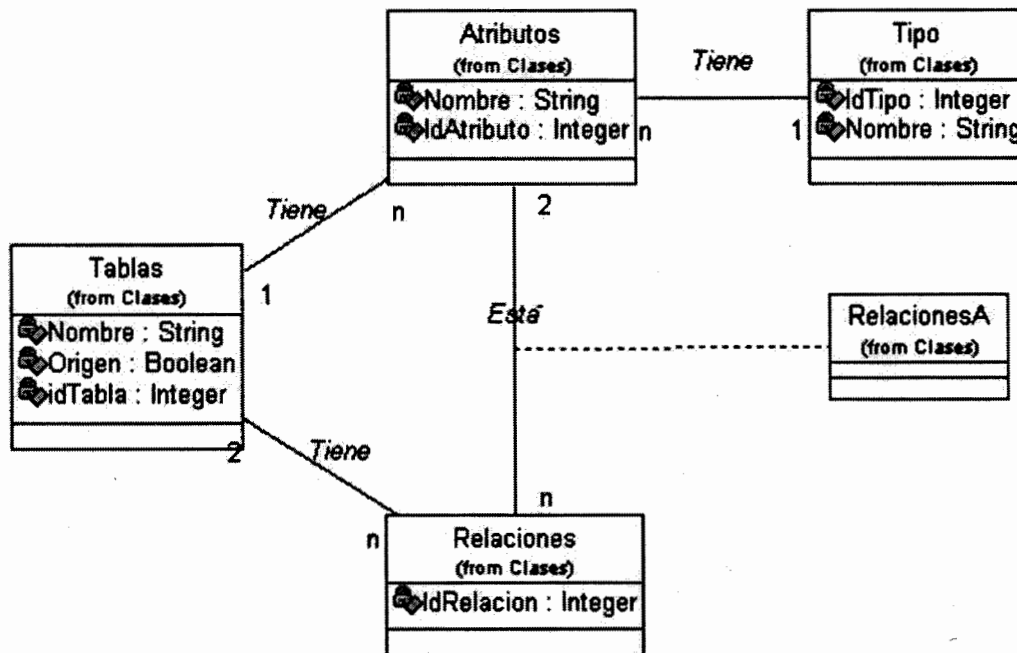 Atributos
(from Clases)
Nombre : String
IdAtributo : Integer
Tiene
n
1
Tipo
(from Clases)
IdTipo : Integer
Nombre : String
Tiene
n
1
2
Tablas
(from Clases)
Nombre : String
Origen : Boolean
idTabla : Integer
Está
RelacionesA
(from Clases)
2
Tiene
n
n
Relaciones
(from Clases)
IdRelacion : Integer